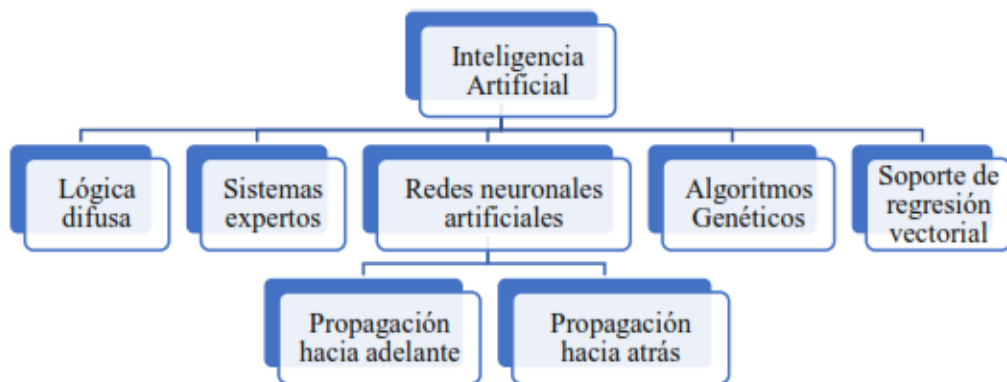 Inteligencia
Artificial
Lógica
difusa
Sistemas
expertos
Redes neuronales
artificiales
Algoritmos
Genéticos
Soporte de
regresión
vectorial
Propagación
hacia adelante
Propagación
hacia atrás